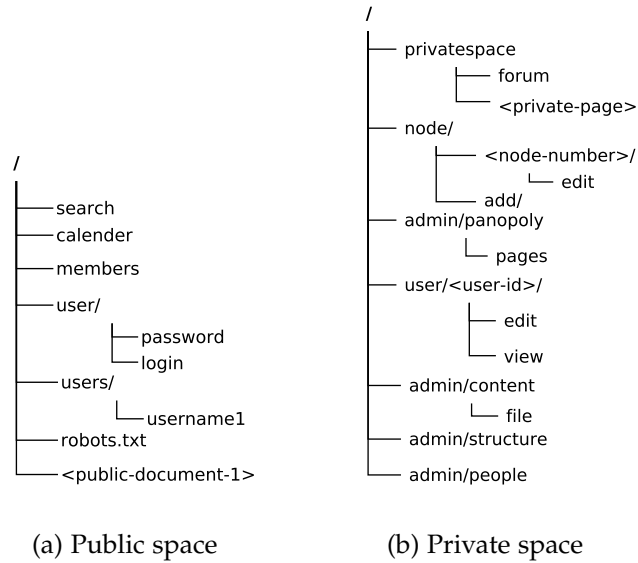 /
search
calender
members
user/
password
login
users/
username1
robots.txt
<public-document-1>
(a) Public space
/
privatespace
forum
<private-page>
node/
<node-number>/
edit
add/
admin/panopoly
pages
user/<user-id>/
edit
view
admin/content
file
admin/structure
admin/people
(b) Private space